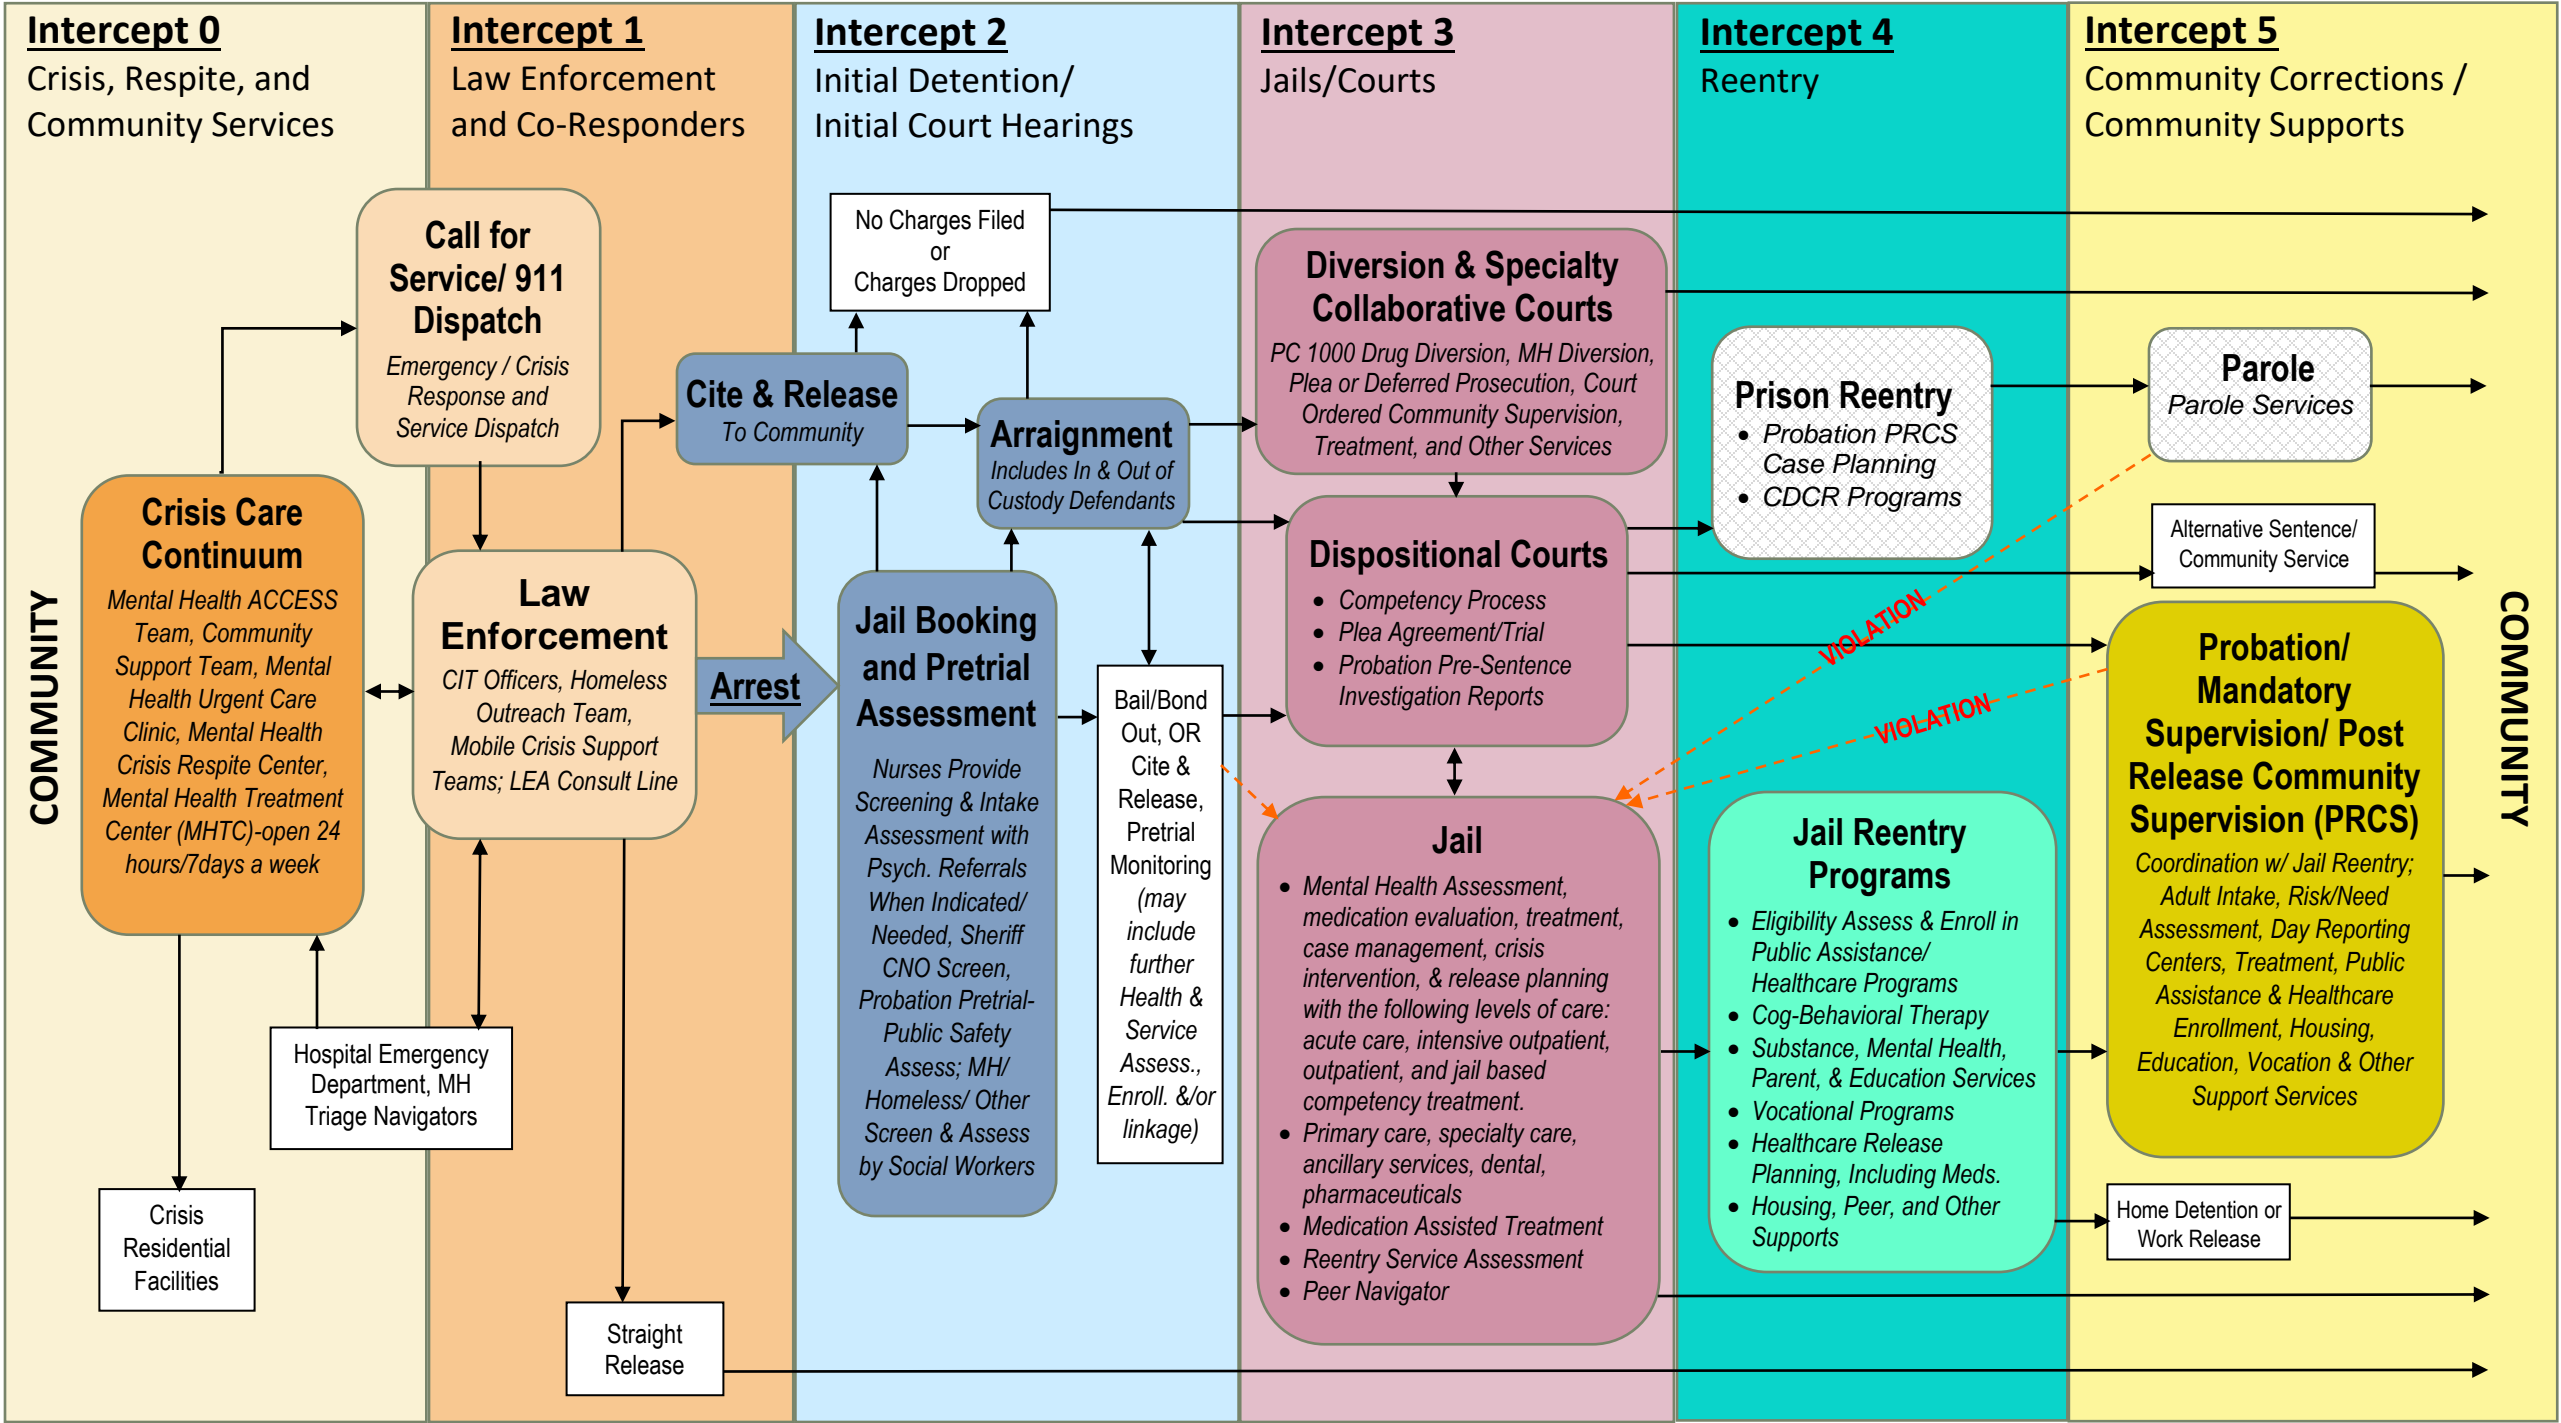 Intercept 0
Crisis, Respite, and
Community Services
Intercept 1
Law Enforcement
and Co-Responders
Intercept 2
Initial Detention/
Initial Court Hearings
Intercept 3
Jails/Courts
Intercept 4
Reentry
Intercept 5
Community Corrections /
Community Supports
COMMUNITY
Call for
Service/ 911
Dispatch
Emergency / Crisis
Response and
Service Dispatch
Crisis Care
Continuum
Mental Health ACCESS
Team, Community
Support Team, Mental
Health Urgent Care
Clinic, Mental Health
Crisis Respite Center,
Mental Health Treatment
Center (MHTC)-open 24
hours/7days a week
Crisis
Residential
Facilities
Hospital Emergency
Department, MH
Triage Navigators
Law
Enforcement
CIT Officers, Homeless
Outreach Team,
Mobile Crisis Support
Teams; LEA Consult Line
Straight
Release
Arrest
Cite & Release
To Community
No Charges Filed
or
Charges Dropped
Arraignment
Includes In & Out of
Custody Defendants
Jail Booking
and Pretrial
Assessment
Nurses Provide
Screening & Intake
Assessment with
Psych. Referrals
When Indicated/
Needed, Sheriff
CNO Screen,
Probation Pretrial-
Public Safety
Assess; MH/
Homeless/ Other
Screen & Assess
by Social Workers
Bail/Bond
Out, OR
Cite &
Release,
Pretrial
Monitoring
(may
include
further
Health &
Service
Assess.,
Enroll. &/or
linkage)
Diversion & Specialty
Collaborative Courts
PC 1000 Drug Diversion, MH Diversion,
Plea or Deferred Prosecution, Court
Ordered Community Supervision,
Treatment, and Other Services
Dispositional Courts
• Competency Process
• Plea Agreement/Trial
• Probation Pre-Sentence
Investigation Reports
Jail
• Mental Health Assessment,
medication evaluation, treatment,
case management, crisis
intervention, & release planning
with the following levels of care:
acute care, intensive outpatient,
outpatient, and jail based
competency treatment.
• Primary care, specialty care,
ancillary services, dental,
pharmaceuticals
• Medication Assisted Treatment
• Reentry Service Assessment
• Peer Navigator
Prison Reentry
• Probation PRCS
Case Planning
• CDCR Programs
VIOLATION
VIOLATION
Jail Reentry
Programs
• Eligibility Assess & Enroll in
Public Assistance/
Healthcare Programs
• Cog-Behavioral Therapy
• Substance, Mental Health,
Parent, & Education Services
• Vocational Programs
• Healthcare Release
Planning, Including Meds.
• Housing, Peer, and Other
Supports
Parole
Parole Services
Alternative Sentence/
Community Service
Probation/
Mandatory
Supervision/ Post
Release Community
Supervision (PRCS)
Coordination w/ Jail Reentry;
Adult Intake, Risk/Need
Assessment, Day Reporting
Centers, Treatment, Public
Assistance & Healthcare
Enrollment, Housing,
Education, Vocation & Other
Support Services
Home Detention or
Work Release
COMMUNITY